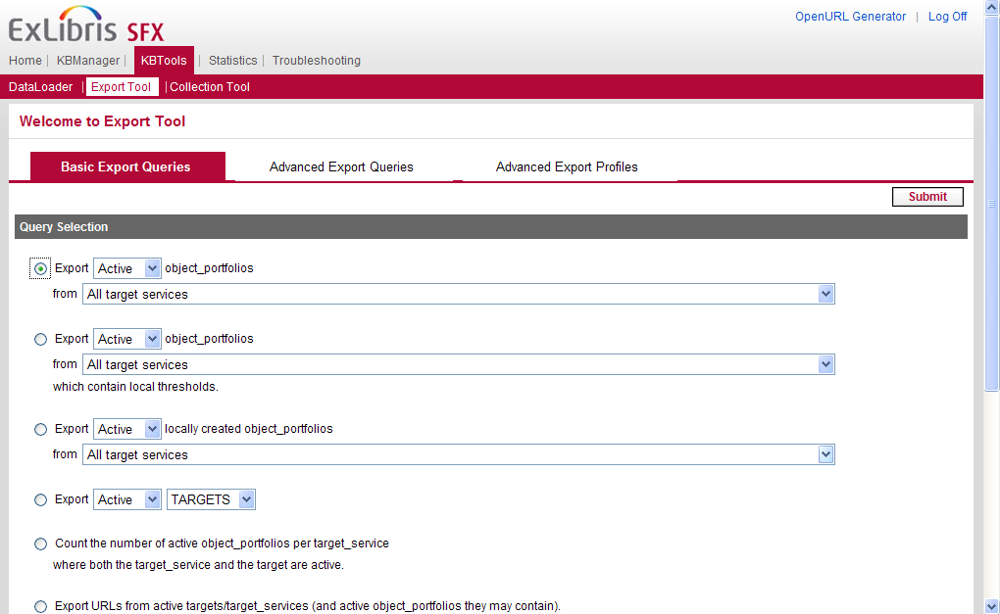 OpenURL Generator | Log Off
ExLibris SFX
Home | KBManager | KBTools | Statistics | Troubleshooting
DataLoader | Export Tool | Collection Tool
Welcome to Export Tool
Basic Export Queries Advanced Export Queries Advanced Export Profiles
Submit
Query Selection
Export Active object_portfolios
from All target services
Export Active object_portfolios
from All target services
which contain local thresholds.
Export Active locally created object_portfolios
from All target services
Export Active TARGETS
Count the number of active object_portfolios per target_service
where both the target_service and the target are active.
Export URLs from active targets/target_services (and active object_portfolios they may contain).